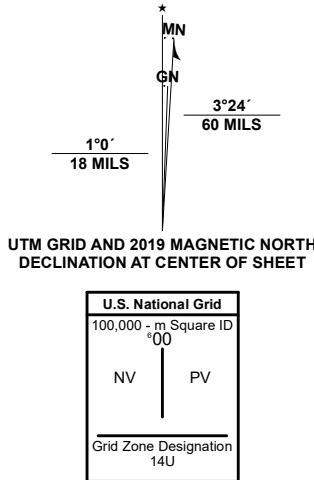 ★
MN
GN
3°24´
60 MILS
1°0´
18 MILS
UTM GRID AND 2019 MAGNETIC NORTH
DECLINATION AT CENTER OF SHEET
U.S. National Grid
100,000 - m Square ID
⁶00
NV PV
Grid Zone Designation
14U